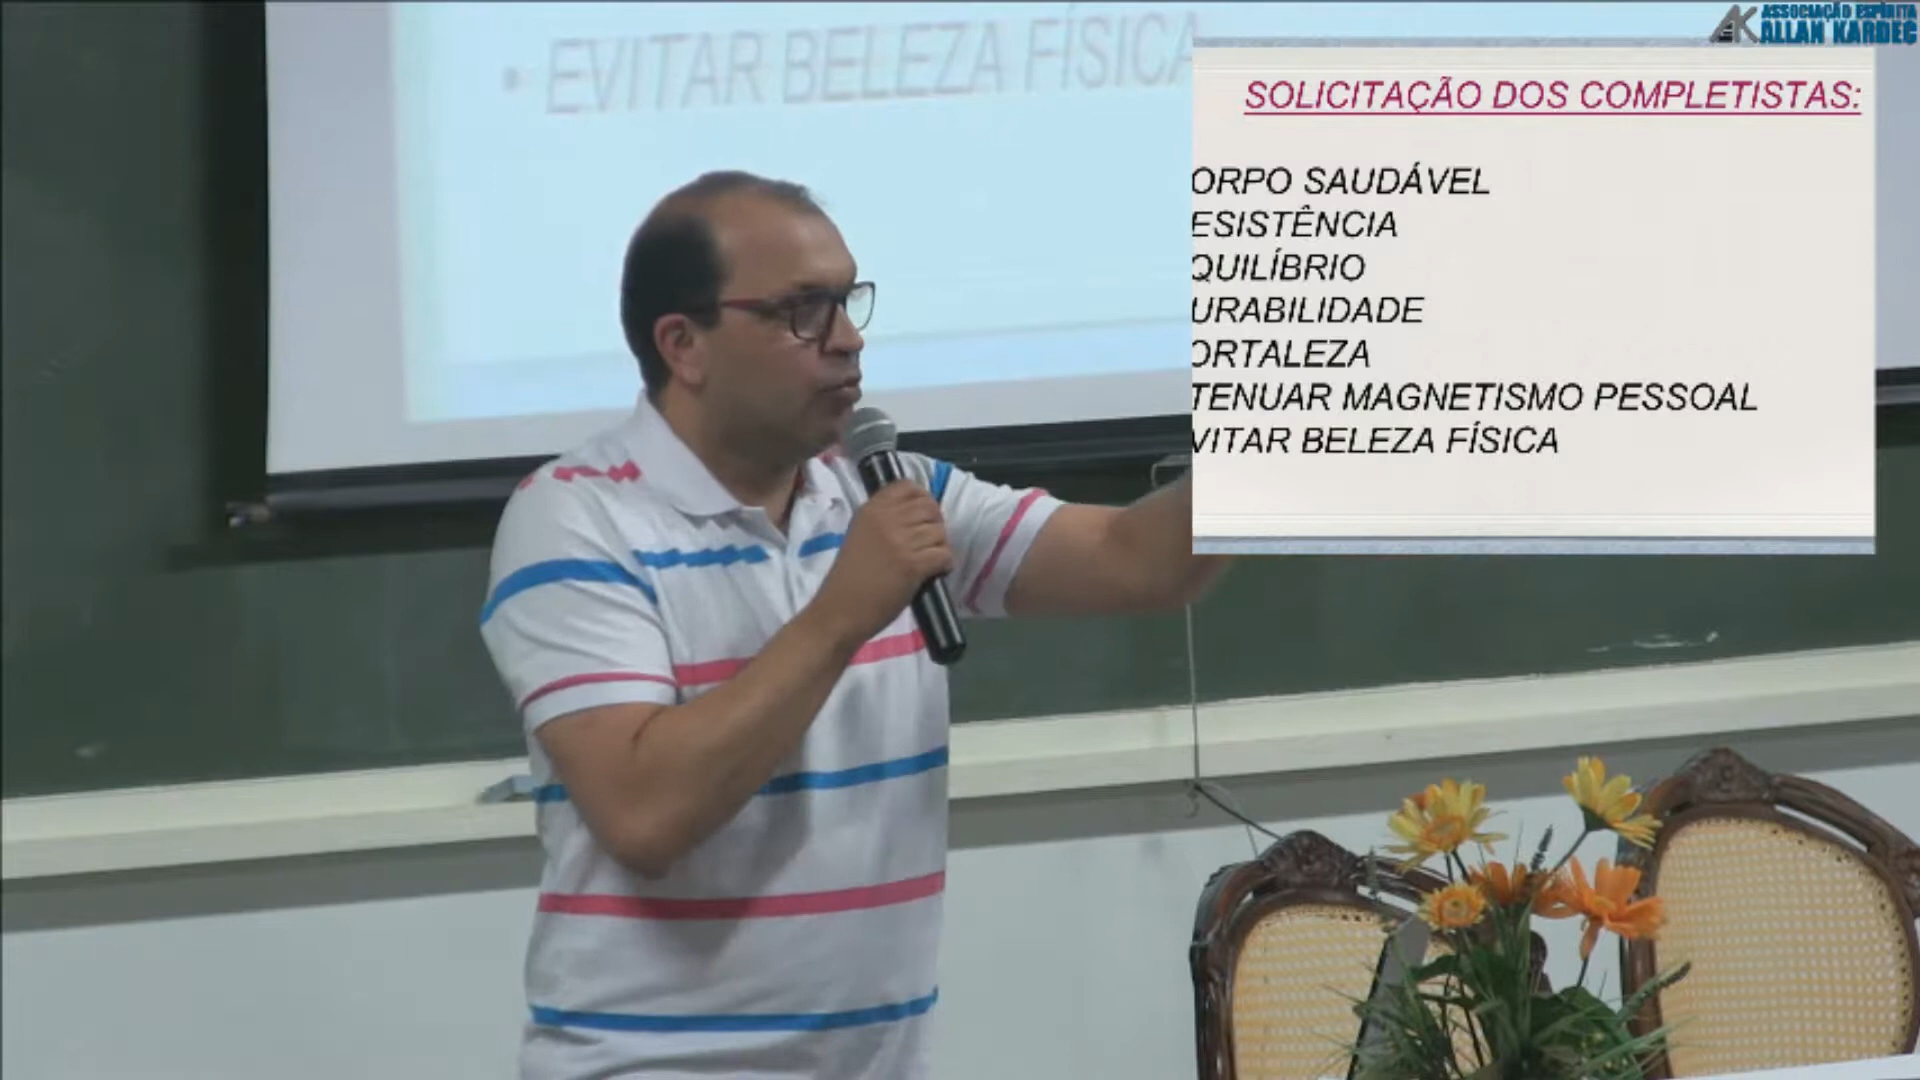 • EVITAR BELEZA FÍSICA
ASSOCIAÇÃO ESPÍRITA
ALLAN KARDEC
SOLICITAÇÃO DOS COMPLETISTAS:
ORPO SAUDÁVEL
ESISTÊNCIA
QUILÍBRIO
URABILIDADE
ORTALEZA
TENUAR MAGNETISMO PESSOAL
VITAR BELEZA FÍSICA